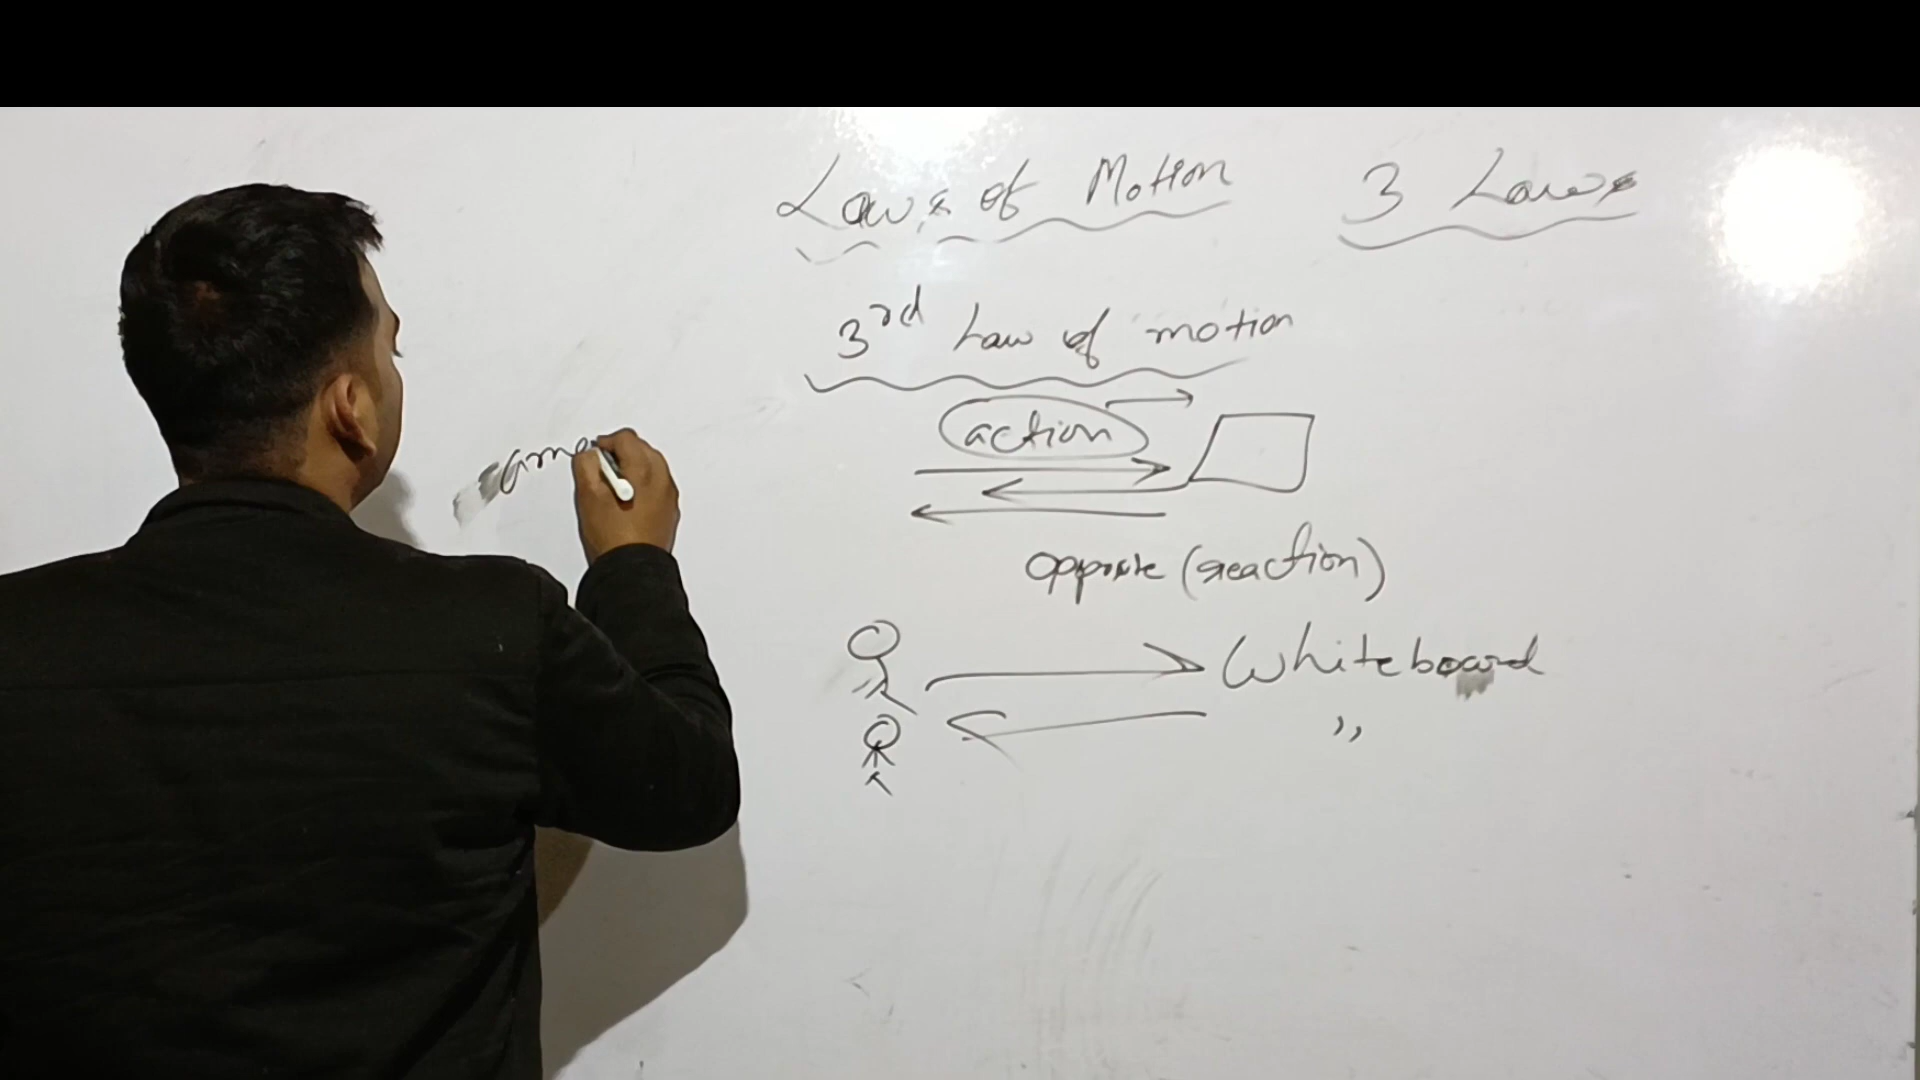 Laws of Motion 3 Laws
3rd Law of motion
action
opposite (reaction)
Whiteboard
,,